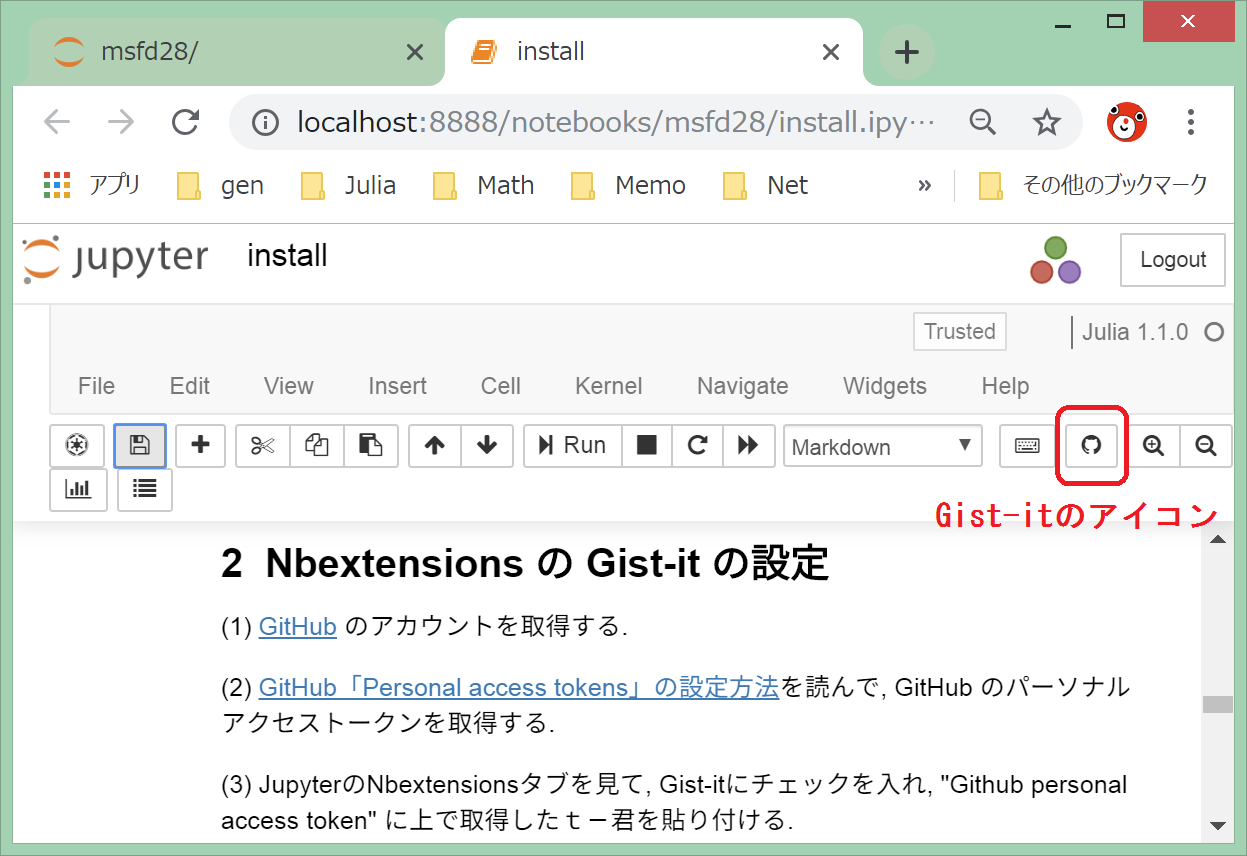 msfd28/
install
localhost:8888/notebooks/msfd28/install.ipy…
アプリ gen Julia Math Memo Net » その他のブックマーク
jupyter install Logout
Trusted Julia 1.1.0
File Edit View Insert Cell Kernel Navigate Widgets Help
Run Markdown
Gist-itのアイコン
2 Nbextensions の Gist-it の設定
(1) GitHub のアカウントを取得する.
(2) GitHub「Personal access tokens」の設定方法を読んで, GitHub のパーソナル
アクセストークンを取得する.
(3) JupyterのNbextensionsタブを見て, Gist-itにチェックを入れ, "Github personal
access token" に上で取得したｔ－君を貼り付ける.